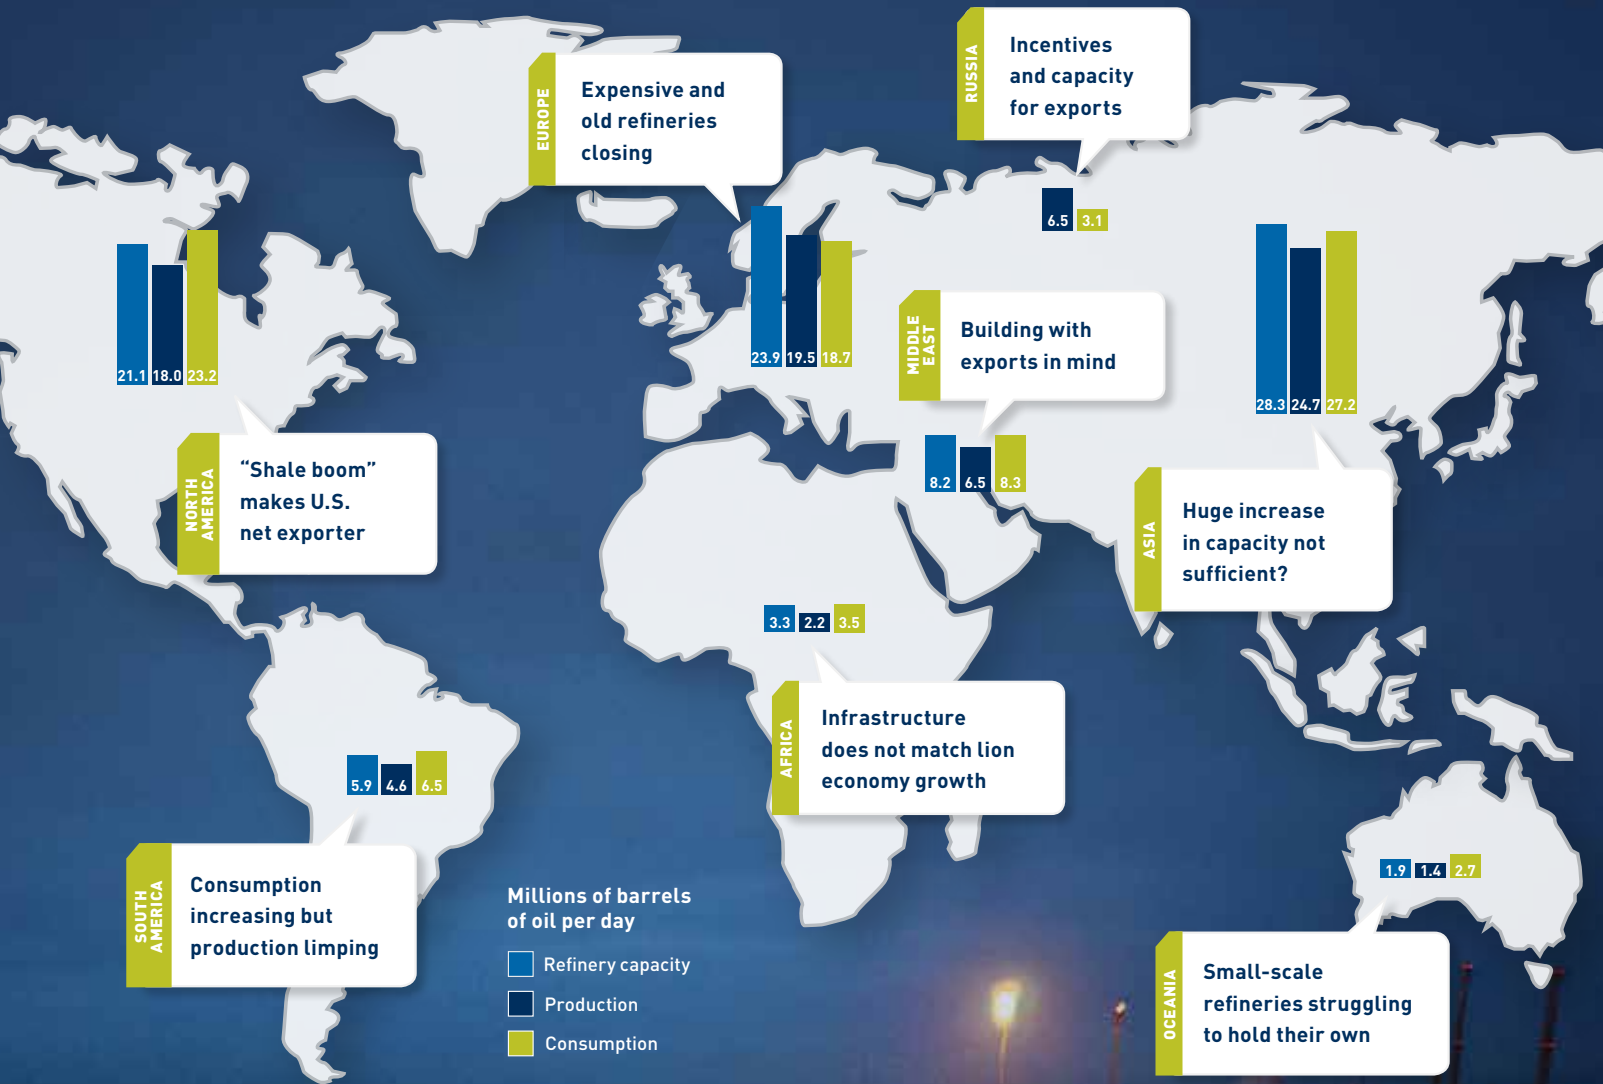 RUSSIA
Incentives
and capacity
for exports
EUROPE
Expensive and
old refineries
closing
6.5 3.1
23.9 19.5 18.7
21.1 18.0 23.2
28.3 24.7 27.2
MIDDLE
EAST
Building with
exports in mind
8.2 6.5 8.3
NORTH
AMERICA
“Shale boom”
makes U.S.
net exporter
ASIA
Huge increase
in capacity not
sufficient?
3.3 2.2 3.5
AFRICA
Infrastructure
does not match lion
economy growth
5.9 4.6 6.5
SOUTH
AMERICA
Consumption
increasing but
production limping
1.9 1.4 2.7
OCEANIA
Small-scale
refineries struggling
to hold their own
Millions of barrels
of oil per day
Refinery capacity
Production
Consumption